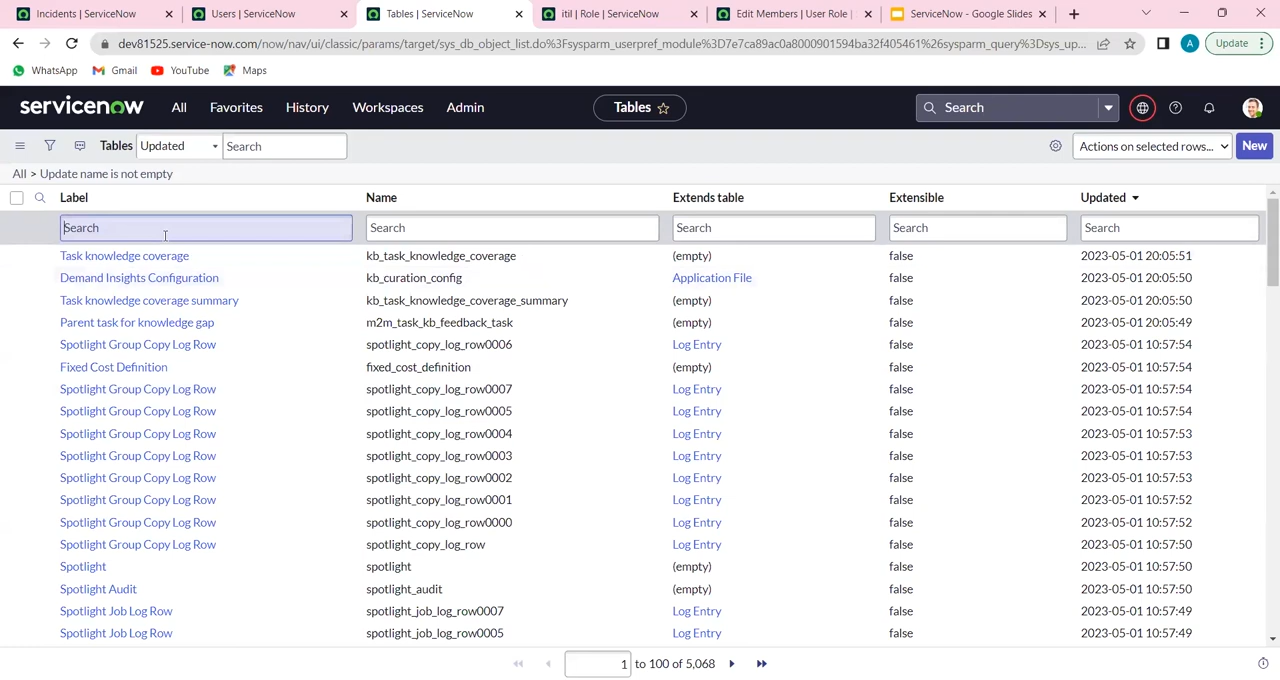 Incidents | ServiceNow
Users | ServiceNow
Tables | ServiceNow
itil | Role | ServiceNow
Edit Members | User Role |
ServiceNow - Google Slides
dev81525.service-now.com/now/nav/ui/classic/params/target/sys_db_object_list.do%3Fsysparm_userpref_module%3D7e7ca89ac0a8000901594ba32f405461%26sysparm_query%3Dsys_up...
A
Update
WhatsApp
Gmail
YouTube
Maps
servicenow
All
Favorites
History
Workspaces
Admin
Tables
Search
Tables
Updated
Search
Actions on selected rows...
New
All > Update name is not empty
Label Name Extends table Extensible Updated
Search Search Search Search Search
Task knowledge coverage kb_task_knowledge_coverage (empty) false 2023-05-01 20:05:51
Demand Insights Configuration kb_curation_config Application File false 2023-05-01 20:05:50
Task knowledge coverage summary kb_task_knowledge_coverage_summary (empty) false 2023-05-01 20:05:50
Parent task for knowledge gap m2m_task_kb_feedback_task (empty) false 2023-05-01 20:05:49
Spotlight Group Copy Log Row spotlight_copy_log_row0006 Log Entry false 2023-05-01 10:57:54
Fixed Cost Definition fixed_cost_definition (empty) false 2023-05-01 10:57:54
Spotlight Group Copy Log Row spotlight_copy_log_row0007 Log Entry false 2023-05-01 10:57:54
Spotlight Group Copy Log Row spotlight_copy_log_row0005 Log Entry false 2023-05-01 10:57:54
Spotlight Group Copy Log Row spotlight_copy_log_row0004 Log Entry false 2023-05-01 10:57:53
Spotlight Group Copy Log Row spotlight_copy_log_row0003 Log Entry false 2023-05-01 10:57:53
Spotlight Group Copy Log Row spotlight_copy_log_row0002 Log Entry false 2023-05-01 10:57:53
Spotlight Group Copy Log Row spotlight_copy_log_row0001 Log Entry false 2023-05-01 10:57:52
Spotlight Group Copy Log Row spotlight_copy_log_row0000 Log Entry false 2023-05-01 10:57:52
Spotlight Group Copy Log Row spotlight_copy_log_row Log Entry false 2023-05-01 10:57:50
Spotlight spotlight (empty) false 2023-05-01 10:57:50
Spotlight Audit spotlight_audit (empty) false 2023-05-01 10:57:50
Spotlight Job Log Row spotlight_job_log_row0007 Log Entry false 2023-05-01 10:57:49
Spotlight Job Log Row spotlight_job_log_row0005 Log Entry false 2023-05-01 10:57:49
1 to 100 of 5,068